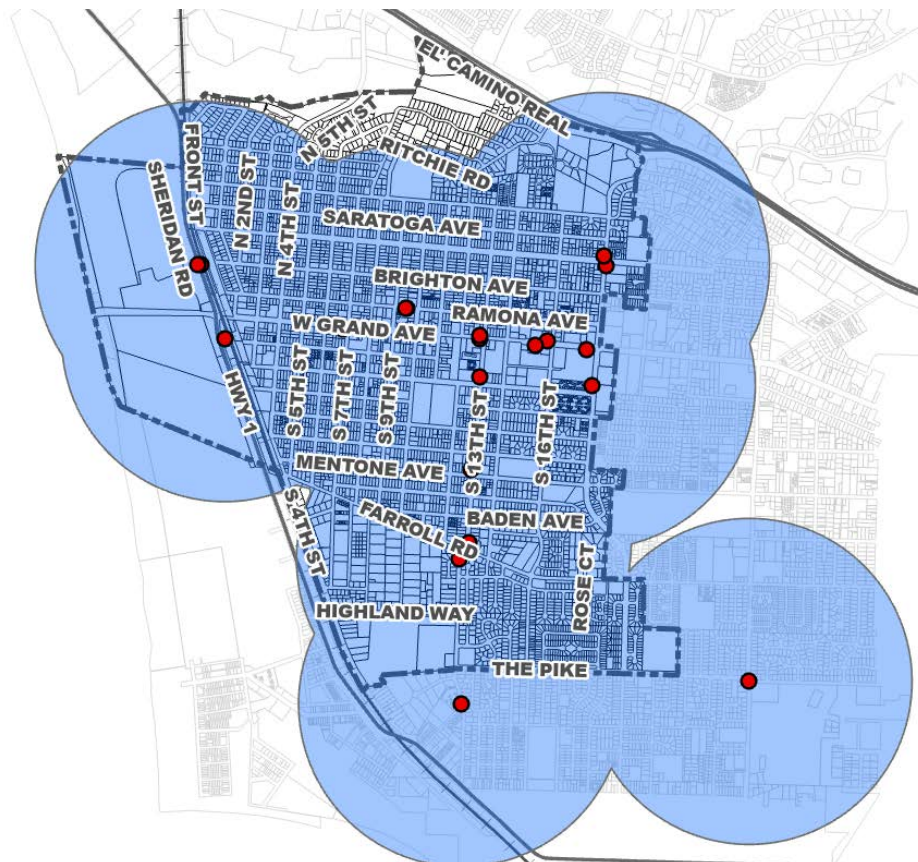 EL CAMINO REAL
N 5TH ST
RITCHIE RD
FRONT ST
SHERIDAN RD
N 2ND ST
N 4TH ST
SARATOGA AVE
BRIGHTON AVE
RAMONA AVE
W GRAND AVE
HWY 1
S 5TH ST
S 7TH ST
S 9TH ST
S 13TH ST
S 16TH ST
MENTONE AVE
S 4TH ST
FARROLL RD
BADEN AVE
ROSE CT
HIGHLAND WAY
THE PIKE